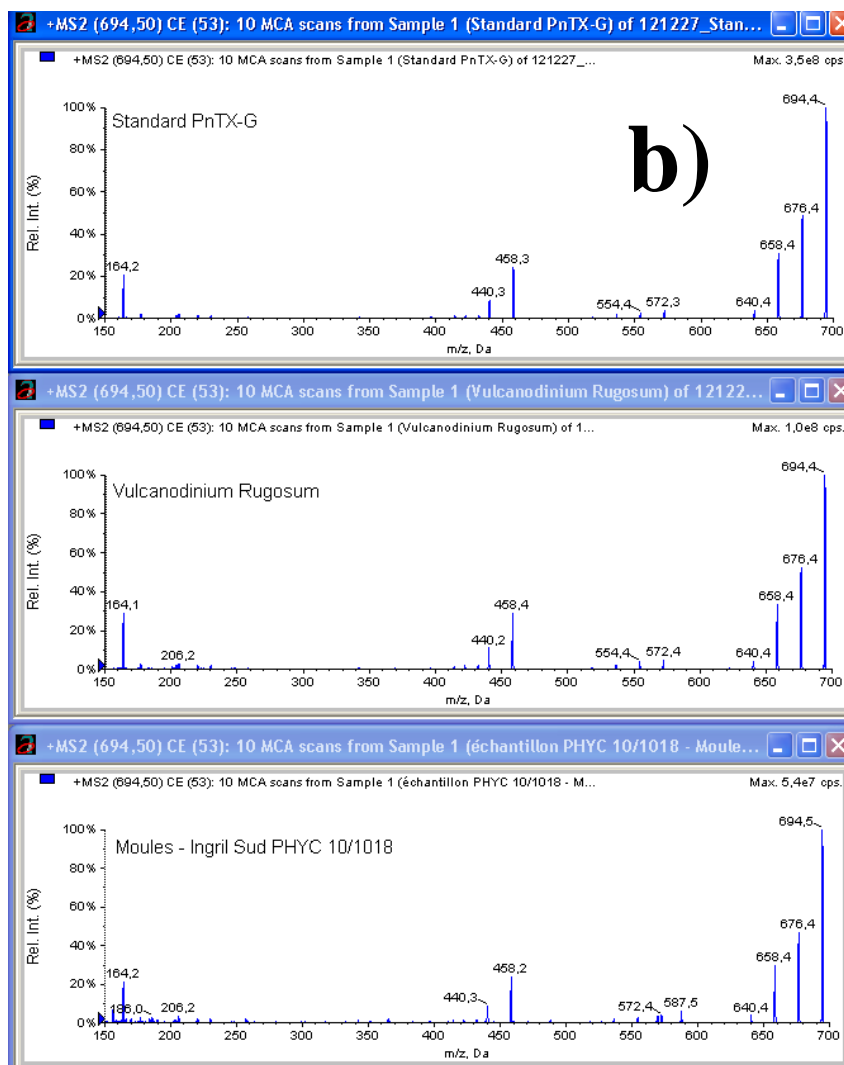 +MS2 (694,50) CE (53): 10 MCA scans from Sample 1 (Standard PnTX-G) of 121227_Stan...
+MS2 (694,50) CE (53): 10 MCA scans from Sample 1 (Standard PnTX-G) of 121227_... Max. 3,5e8 cps.
b)
Standard PnTX-G
Rel. Int. (%)
100%
80%
60%
40%
20%
0%
164,2
440,3
458,3
554,4
572,3
640,4
658,4
676,4
694,4
150 200 250 300 350 400 450 500 550 600 650 700
m/z, Da
+MS2 (694,50) CE (53): 10 MCA scans from Sample 1 (Vulcanodinium Rugosum) of 12122...
+MS2 (694,50) CE (53): 10 MCA scans from Sample 1 (Vulcanodinium Rugosum) of 1... Max. 1,0e8 cps.
Vulcanodinium Rugosum
Rel. Int. (%)
100%
80%
60%
40%
20%
0%
164,1
206,2
440,2
458,4
554,4
572,4
640,4
658,4
676,4
694,4
150 200 250 300 350 400 450 500 550 600 650 700
m/z, Da
+MS2 (694,50) CE (53): 10 MCA scans from Sample 1 (échantillon PHYC 10/1018 - Moule...
+MS2 (694,50) CE (53): 10 MCA scans from Sample 1 (échantillon PHYC 10/1018 - M... Max. 5,4e7 cps.
Moules - Ingril Sud PHYC 10/1018
Rel. Int. (%)
100%
80%
60%
40%
20%
0%
164,2
186,0
206,2
440,3
458,2
572,4
587,5
640,4
658,4
676,4
694,5
150 200 250 300 350 400 450 500 550 600 650 700
m/z, Da